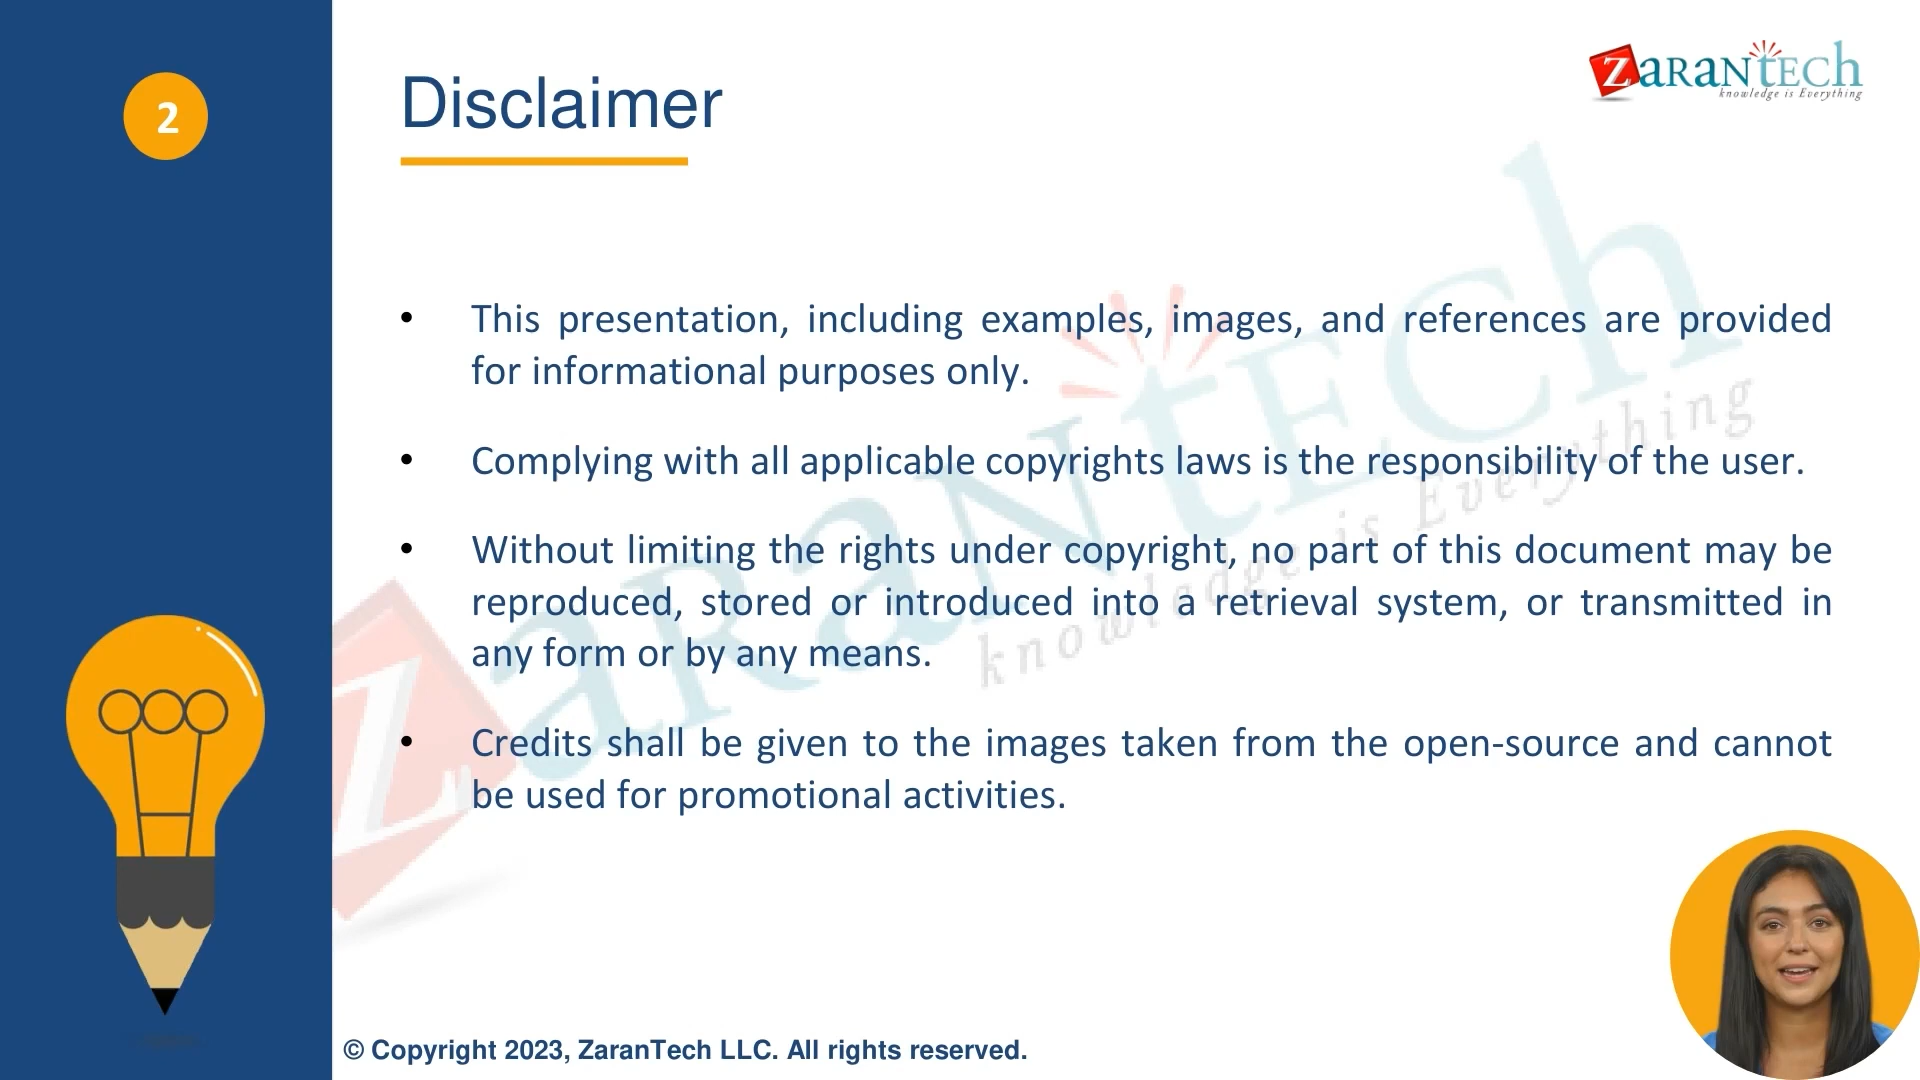 2
Disclaimer
ZaranTech
knowledge is Everything
• This presentation, including examples, images, and references are provided
for informational purposes only.
• Complying with all applicable copyrights laws is the responsibility of the user.
• Without limiting the rights under copyright, no part of this document may be
reproduced, stored or introduced into a retrieval system, or transmitted in
any form or by any means.
• Credits shall be given to the images taken from the open-source and cannot
be used for promotional activities.
ZaranTech
knowledge is Everything
© Copyright 2023, ZaranTech LLC. All rights reserved.